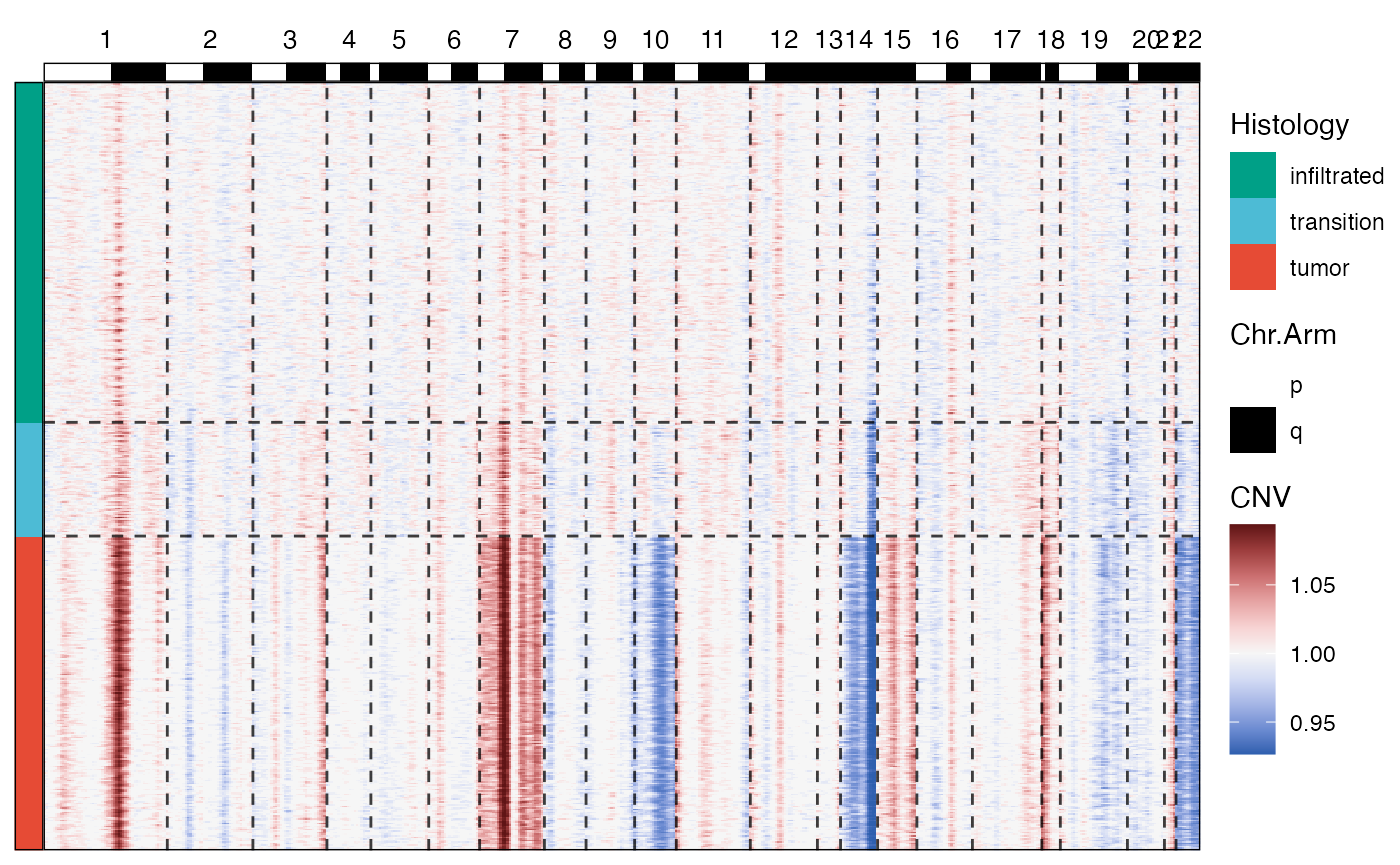 1 2 3 4 5 6 7 8 9 10 11 12 13 14 15 16 17 18 19 20 21 22
Histology
infiltrated
transition
tumor
Chr.Arm
p
q
CNV
1.05
1.00
0.95